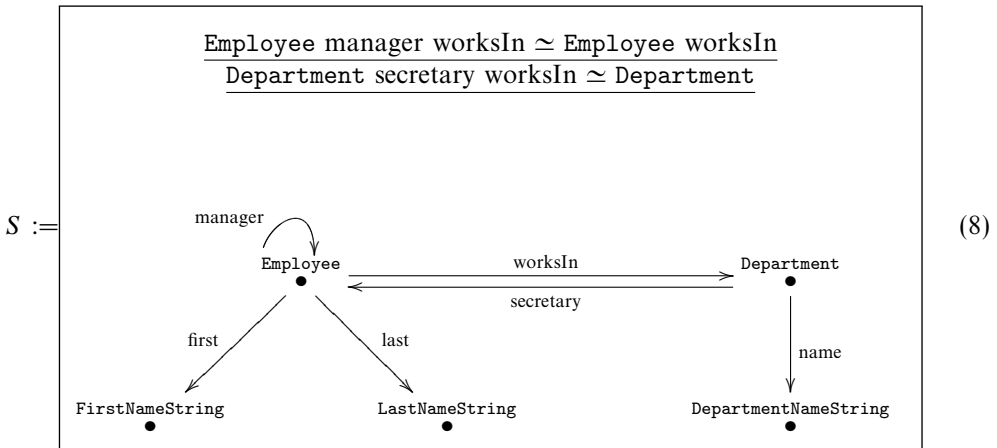 Employee manager worksIn ≃ Employee worksIn
Department secretary worksIn ≃ Department
S :=
(8)
manager
Employee
worksIn
Department
secretary
first
last
name
FirstNameString
LastNameString
DepartmentNameString